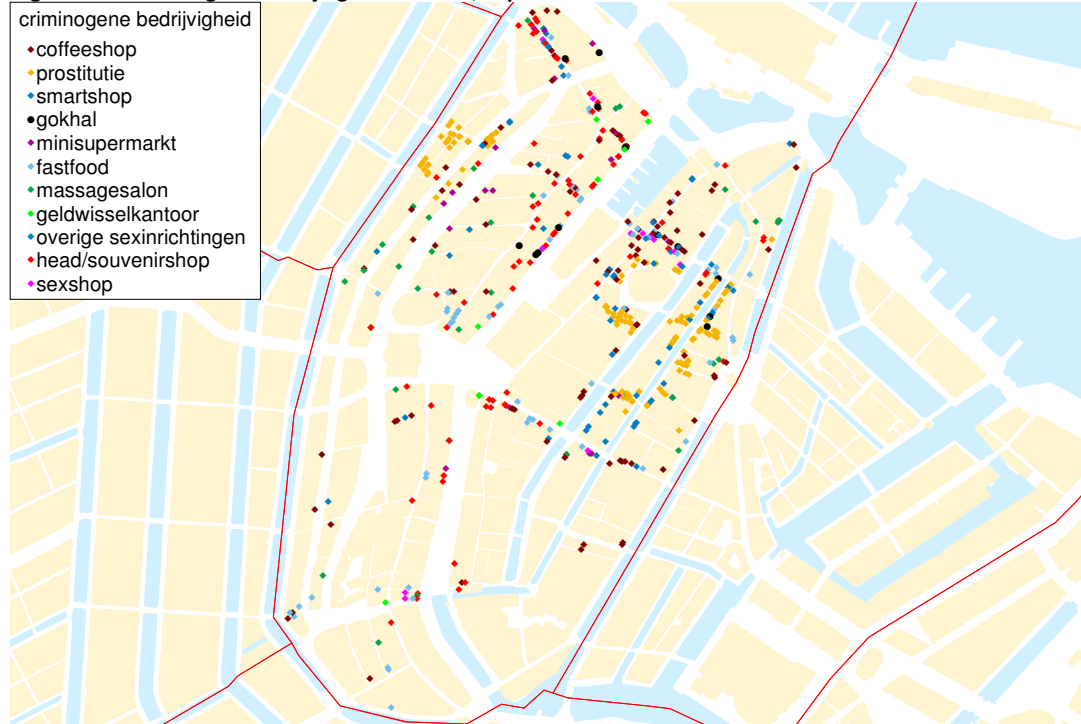 criminogene bedrijvigheid
coffeeshop
prostitutie
smartshop
gokhal
minisupermarkt
fastfood
massagesalon
geldwisselkantoor
overige sexinrichtingen
head/souvenirshop
sexshop